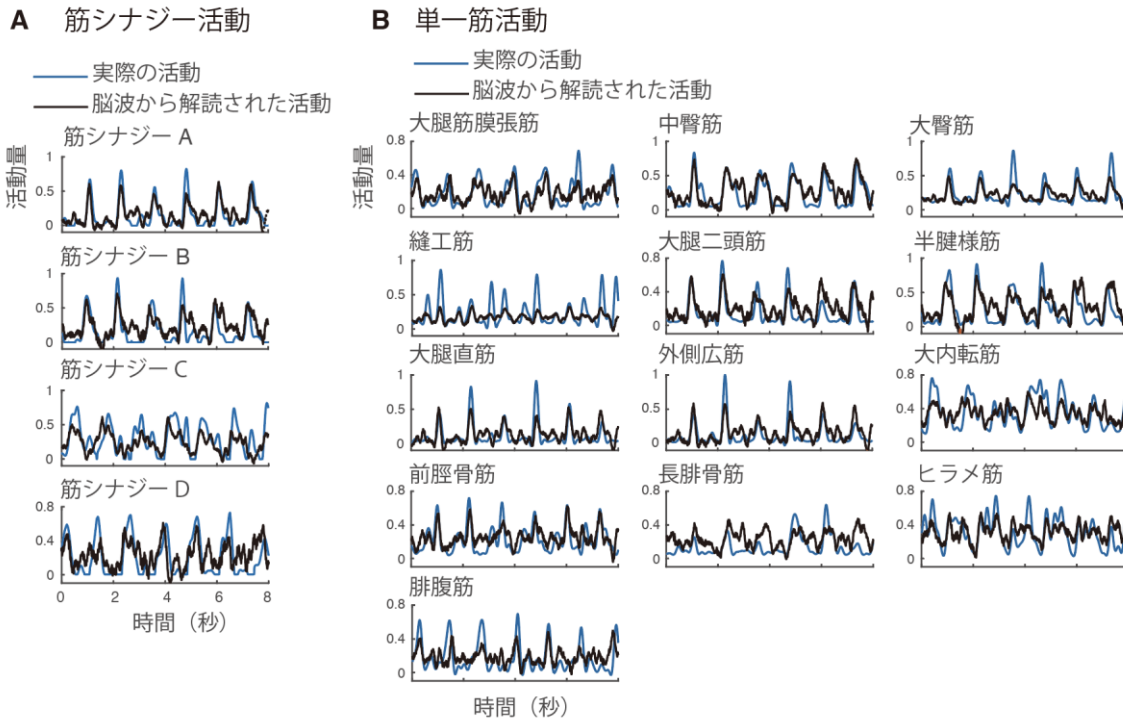 A 筋シナジー活動
実際の活動
脳波から解読された活動
筋シナジー A
活動量
1
0.5
0
筋シナジー B
1
0.5
0
筋シナジー C
1
0.5
0
筋シナジー D
0.8
0.4
0
0 2 4 6 8
時間（秒）
B 単一筋活動
実際の活動
脳波から解読された活動
活動量
大腿筋膜張筋 中臀筋 大臀筋
0.8 1 1
0.4 0.5 0.5
0 0 0
縫工筋 大腿二頭筋 半腱様筋
1 0.8 1
0.5 0.4 0.5
0 0 0
大腿直筋 外側広筋 大内転筋
1 1 0.8
0.5 0.5 0.4
0 0 0
前脛骨筋 長腓骨筋 ヒラメ筋
0.8 0.8 0.8
0.4 0.4 0.4
0 0 0
腓腹筋
0.8
0.4
0
時間（秒）